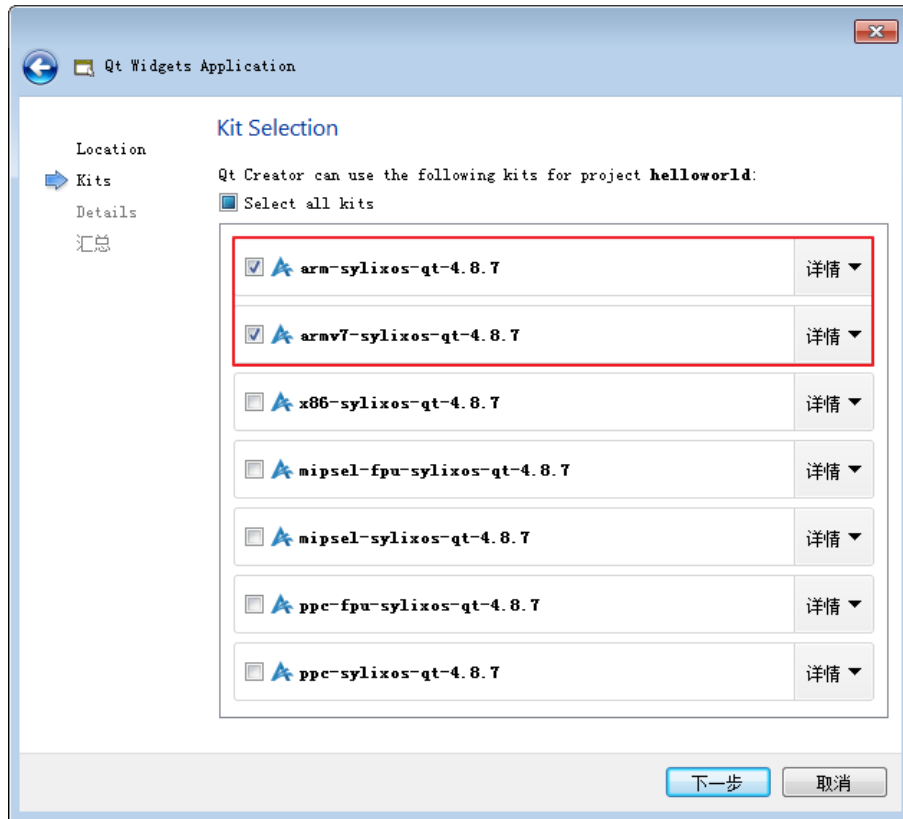 Qt Widgets Application
Location
Kits
Details
汇总
Kit Selection
Qt Creator can use the following kits for project helloworld:
Select all kits
arm-sylixos-qt-4.8.7 详情
armv7-sylixos-qt-4.8.7 详情
x86-sylixos-qt-4.8.7 详情
mipsel-fpu-sylixos-qt-4.8.7 详情
mipsel-sylixos-qt-4.8.7 详情
ppc-fpu-sylixos-qt-4.8.7 详情
ppc-sylixos-qt-4.8.7 详情
下一步 取消